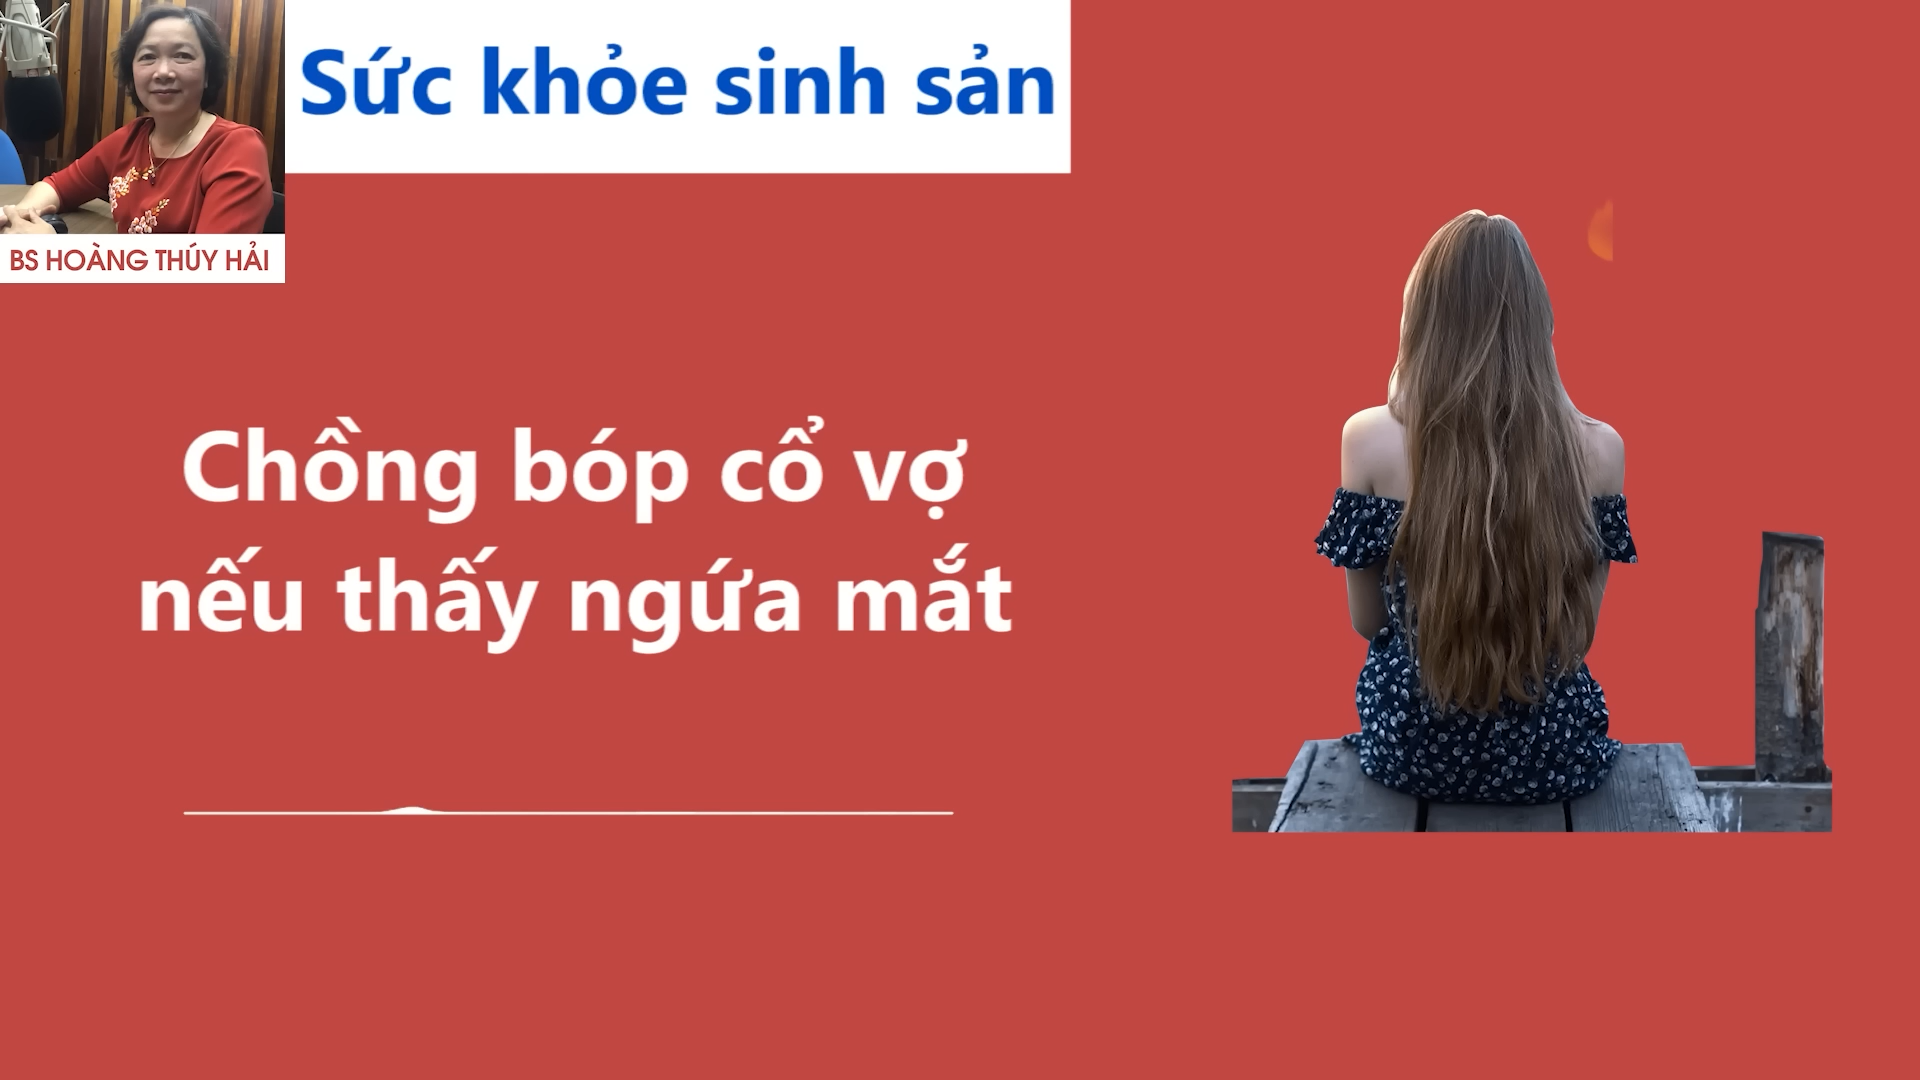 Sức khỏe sinh sản
BS HOÀNG THÚY HẢI
Chồng bóp cổ vợ
nếu thấy ngứa mắt